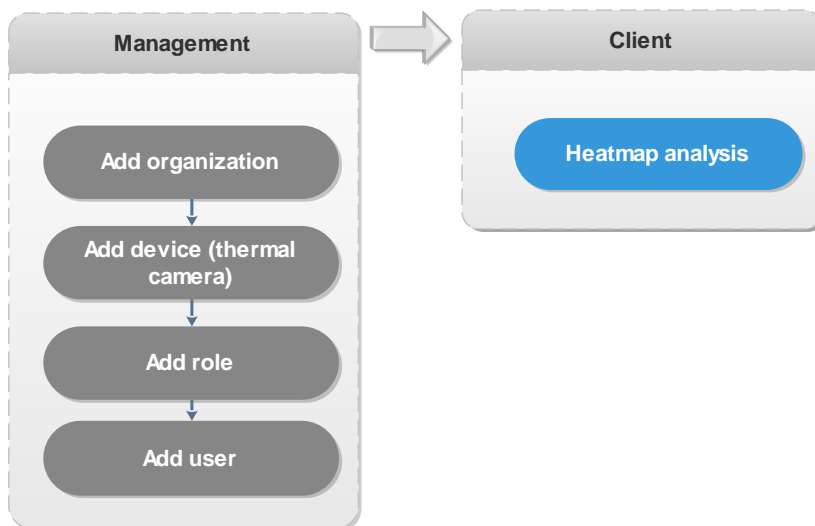 Management
Client
Add organization
Heatmap analysis
Add device (thermal
camera)
Add role
Add user